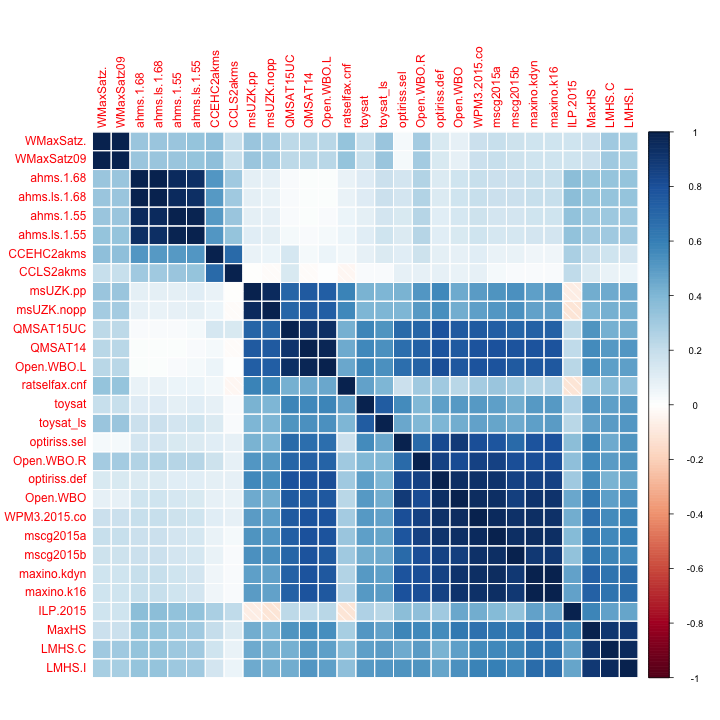 WMaxSatz.
WMaxSatz09
ahms.1.68
ahms.ls.1.68
ahms.1.55
ahms.ls.1.55
CCEHC2akms
CCLS2akms
msUZK.pp
msUZK.nopp
QMSAT15UC
QMSAT14
Open.WBO.L
ratselfax.cnf
toysat
toysat_ls
optiriss.sel
Open.WBO.R
optiriss.def
Open.WBO
WPM3.2015.co
mscg2015a
mscg2015b
maxino.kdyn
maxino.k16
ILP.2015
MaxHS
LMHS.C
LMHS.I
WMaxSatz.
WMaxSatz09
ahms.1.68
ahms.ls.1.68
ahms.1.55
ahms.ls.1.55
CCEHC2akms
CCLS2akms
msUZK.pp
msUZK.nopp
QMSAT15UC
QMSAT14
Open.WBO.L
ratselfax.cnf
toysat
toysat_ls
optiriss.sel
Open.WBO.R
optiriss.def
Open.WBO
WPM3.2015.co
mscg2015a
mscg2015b
maxino.kdyn
maxino.k16
ILP.2015
MaxHS
LMHS.C
LMHS.I
1
0.8
0.6
0.4
0.2
0
-0.2
-0.4
-0.6
-0.8
-1